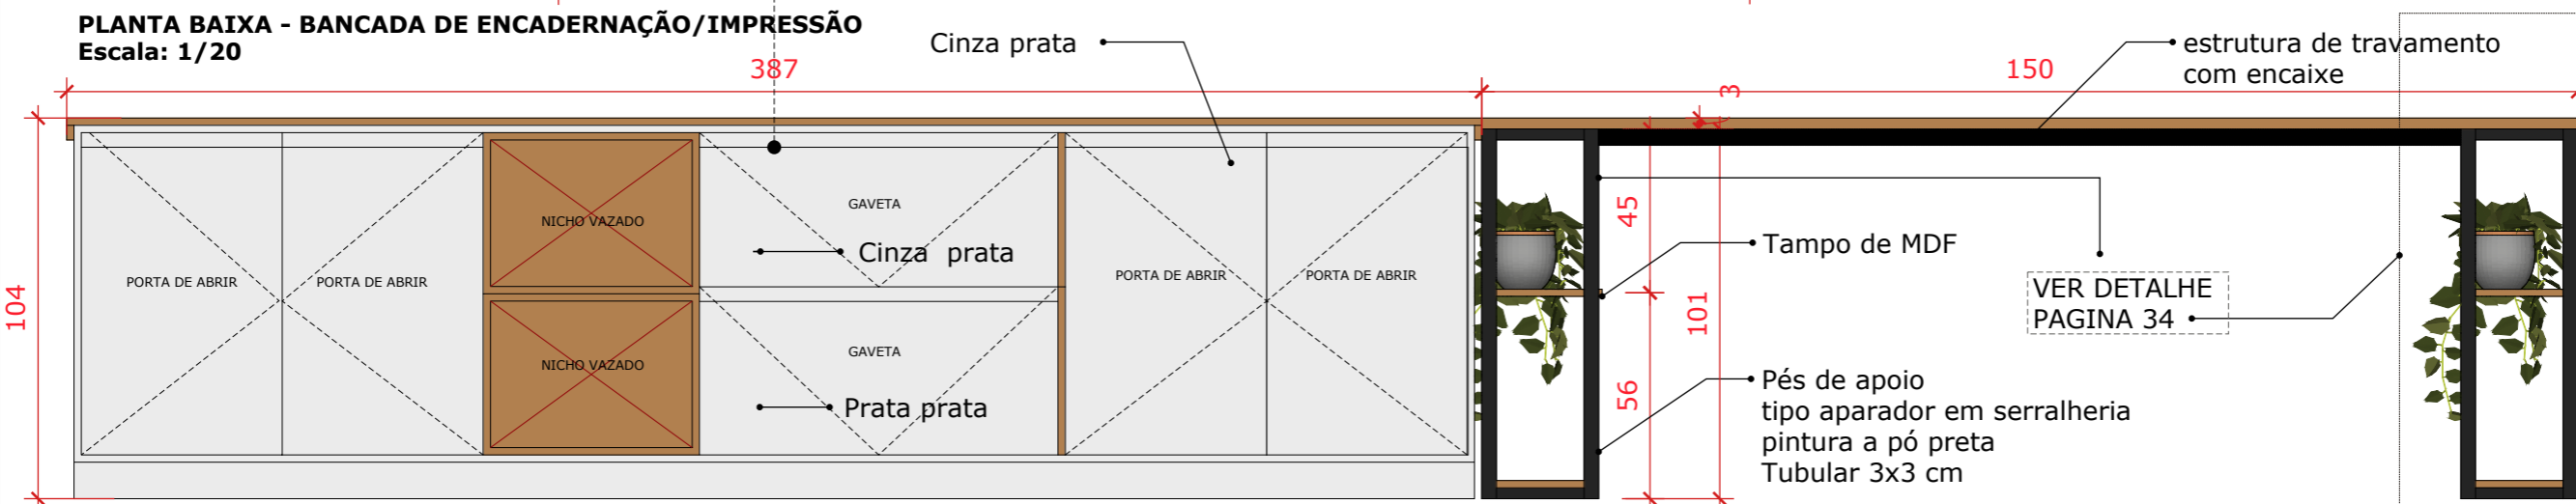 PLANTA BAIXA - BANCADA DE ENCADERNAÇÃO/IMPRESSÃO
Escala: 1/20
Cinza prata
estrutura de travamento
com encaixe
387
150
3
104
NICHO VAZADO
GAVETA
Cinza  prata
PORTA DE ABRIR
PORTA DE ABRIR
PORTA DE ABRIR
PORTA DE ABRIR
NICHO VAZADO
GAVETA
Prata prata
45
101
56
Tampo de MDF
VER DETALHE
PAGINA 34
Pés de apoio
tipo aparador em serralheria
pintura a pó preta
Tubular 3x3 cm